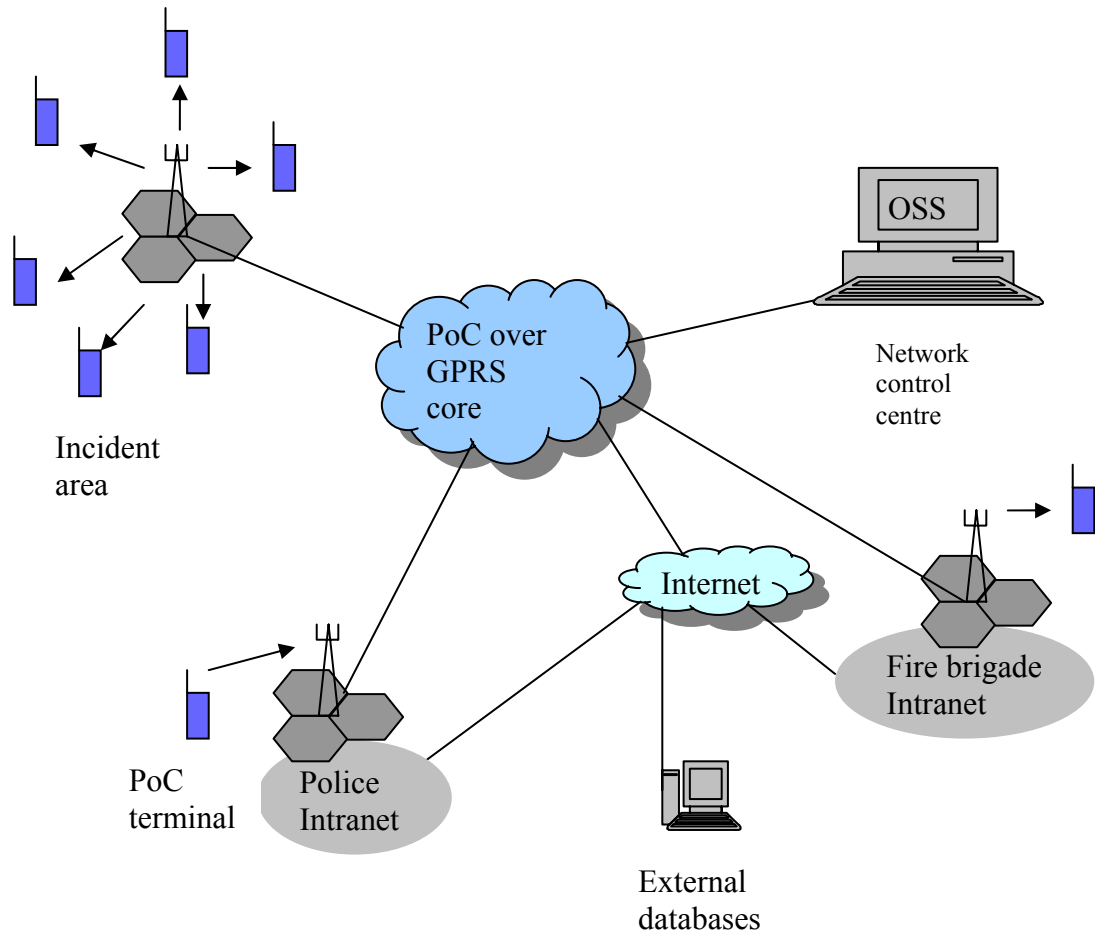 OSS
PoC over
GPRS
core
Network
control
centre
Incident
area
Internet
Fire brigade
Intranet
PoC
terminal
Police
Intranet
External
databases